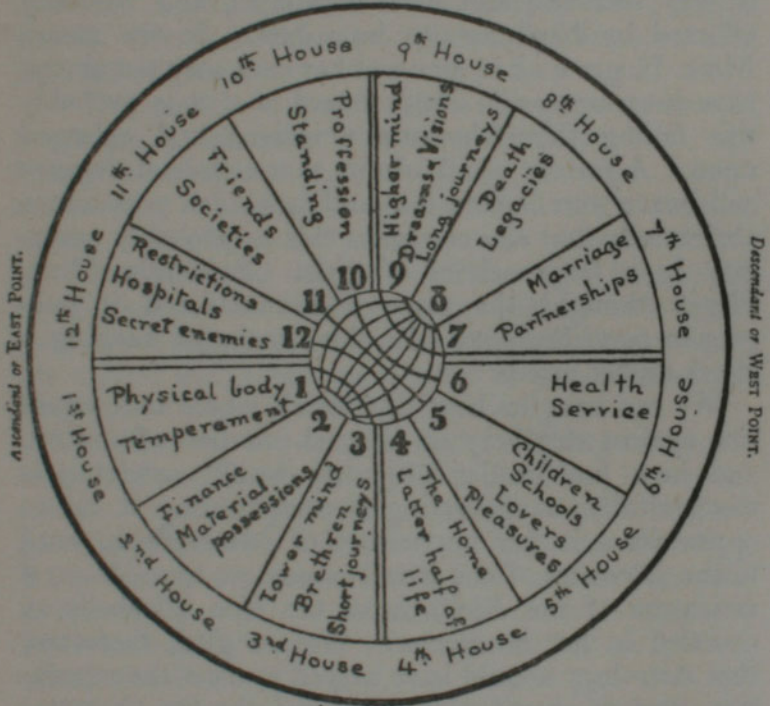 10th House
Proffession
Standing
10
9th House
Higher mind
Dreams & Visions
Long journeys
9
8th House
Death
Legacies
8
7th House
Marriage
Partnerships
7
6th House
Health
Service
6
5th House
Children
Schools
Lovers
Pleasures
5
4th House
The Home
Latter half of
life
4
3rd House
Lower mind
Brethren
Short journeys
3
2nd House
Finance
Material
possessions
2
1st House
Physical body
Temperament
1
12th House
Restrictions
Hospitals
Secret enemies
12
11th House
Friends
Societies
11
Ascendant or EAST POINT.
Descendant or WEST POINT.